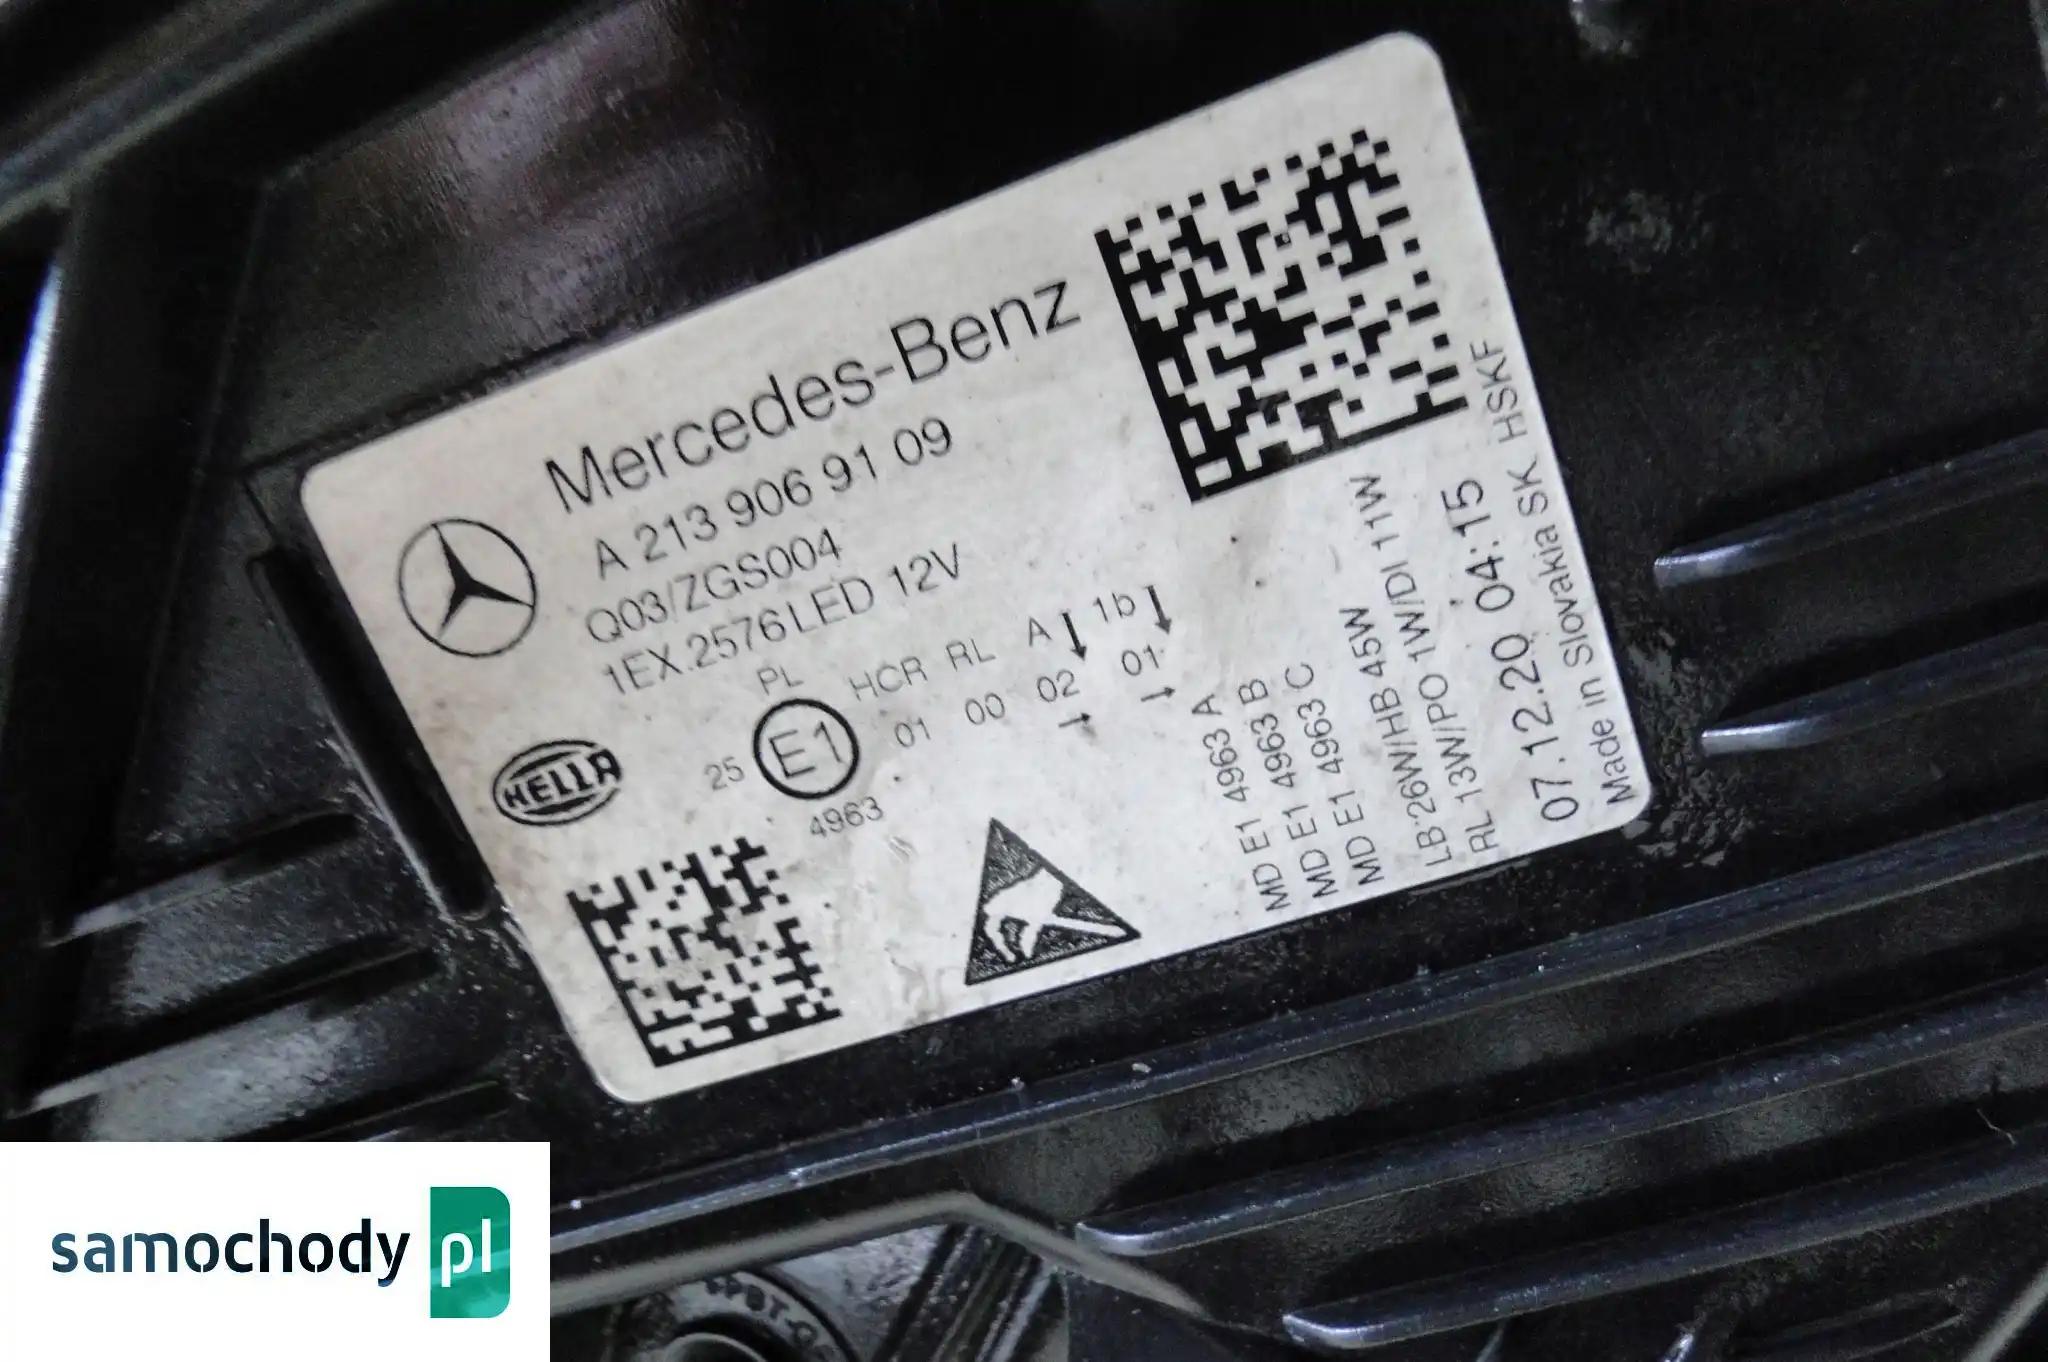 Mercedes-Benz
A 213 906 91 09
Q03/ZGS004
1EX.2576LED 12V
PL HCR RL A↓ 1b↓
25 E1 01 00 02 01
4963
HELLA
MD E1 4963 A
MD E1 4963 B
MD E1 4963 C
LB:26W/HB 45W
RL 13W/PO 1W/DI 11W
07.12.20 04:15
Made in Slovakia SK HSKF
samochody pl